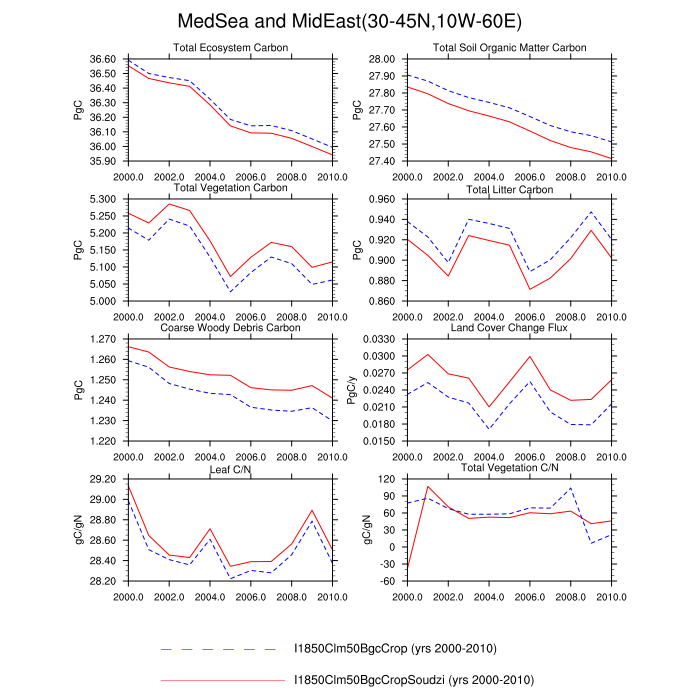 MedSea and MidEast(30-45N,10W-60E)
Total Ecosystem Carbon
PgC
36.60
36.50
36.40
36.30
36.20
36.10
36.00
35.90
2000.0 2002.0 2004.0 2006.0 2008.0 2010.0
Total Soil Organic Matter Carbon
PgC
28.00
27.90
27.80
27.70
27.60
27.50
27.40
2000.0 2002.0 2004.0 2006.0 2008.0 2010.0
Total Vegetation Carbon
PgC
5.300
5.250
5.200
5.150
5.100
5.050
5.000
2000.0 2002.0 2004.0 2006.0 2008.0 2010.0
Total Litter Carbon
PgC
0.960
0.940
0.920
0.900
0.880
0.860
2000.0 2002.0 2004.0 2006.0 2008.0 2010.0
Coarse Woody Debris Carbon
PgC
1.270
1.260
1.250
1.240
1.230
1.220
2000.0 2002.0 2004.0 2006.0 2008.0 2010.0
Land Cover Change Flux
PgC/y
0.0330
0.0300
0.0270
0.0240
0.0210
0.0180
0.0150
2000.0 2002.0 2004.0 2006.0 2008.0 2010.0
Leaf C/N
gC/gN
29.20
29.00
28.80
28.60
28.40
28.20
2000.0 2002.0 2004.0 2006.0 2008.0 2010.0
Total Vegetation C/N
gC/gN
120
90
60
30
0
-30
-60
2000.0 2002.0 2004.0 2006.0 2008.0 2010.0
I1850Clm50BgcCrop (yrs 2000-2010)
I1850Clm50BgcCropSoudzi (yrs 2000-2010)